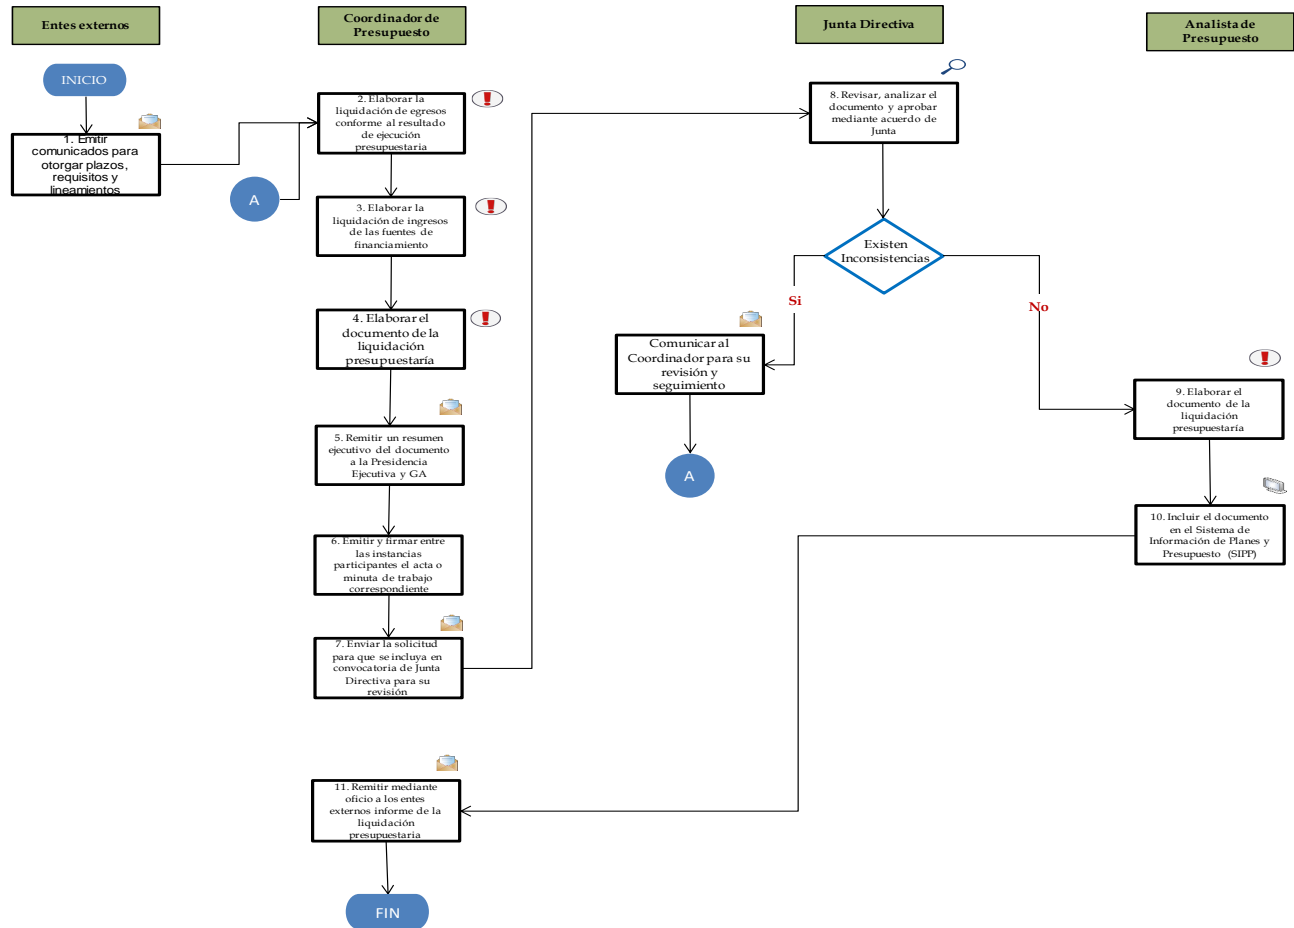 Entes externos
Coordinador de
Presupuesto
Junta Directiva
Analista de
Presupuesto
INICIO
1. Emitir
comunicados para
otorgar plazos,
requisitos y
lineamientos
A
2. Elaborar la
liquidación de egresos
conforme al resultado
de ejecución
presupuestaria
3. Elaborar la
liquidación de ingresos
de las fuentes de
financiamiento
4. Elaborar el
documento de la
liquidación
presupuestaría
5. Remitir un resumen
ejecutivo del documento
a la Presidencia
Ejecutiva y GA
6. Emitir y firmar entre
las instancias
participantes el acta o
minuta de trabajo
correspondiente
7. Enviar la solicitud
para que se incluya en
convocatoria de Junta
Directiva para su
revisión
8. Revisar, analizar el
documento y aprobar
mediante acuerdo de
Junta
Existen
Inconsistencias
Si
No
Comunicar al
Coordinador para su
revisión y
seguimiento
A
9. Elaborar el
documento de la
liquidación
presupuestaría
10. Incluir el documento
en el Sistema de
Información de Planes y
Presupuesto (SIPP)
11. Remitir mediante
oficio a los entes
externos informe de la
liquidación
presupuestaria
FIN